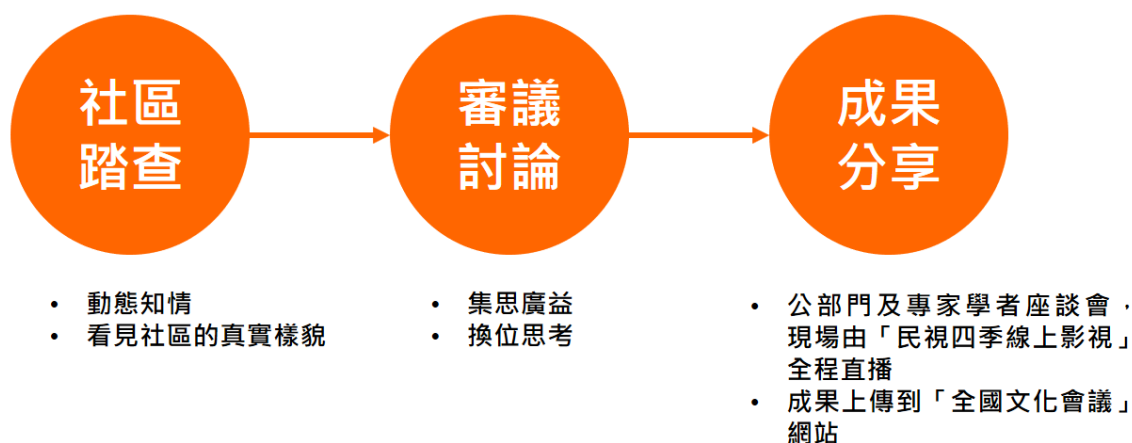 社區
踏查
審議
討論
成果
分享
• 動態知情
• 看見社區的真實樣貌
• 集思廣益
• 換位思考
• 公部門及專家學者座談會，
現場由「民視四季線上影視」
全程直播
• 成果上傳到「全國文化會議」
網站